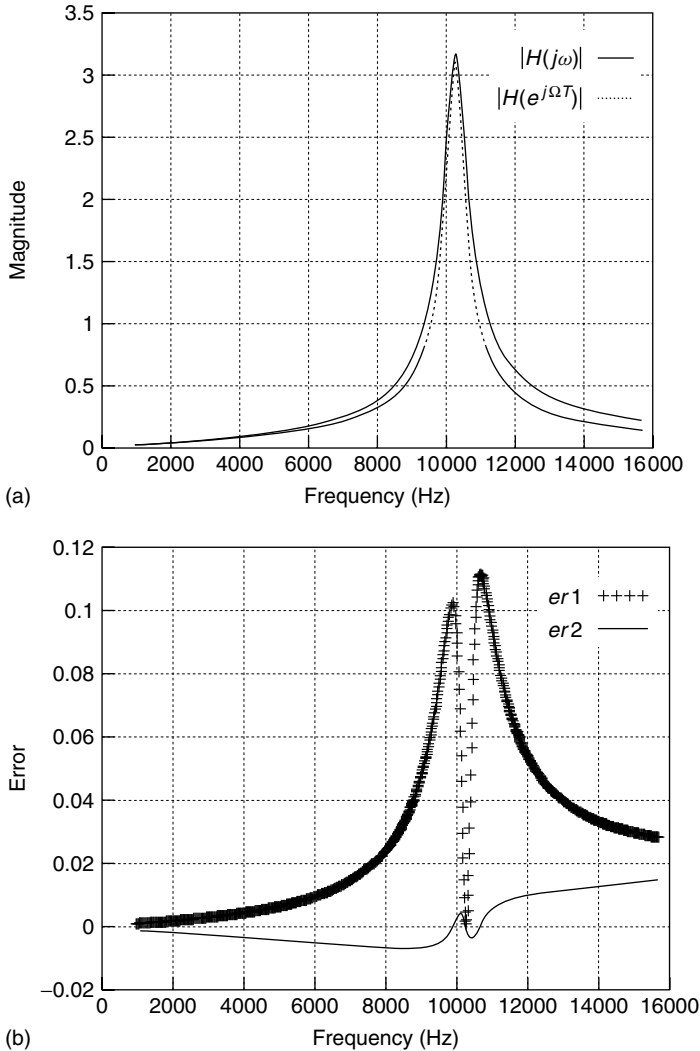 3.5
|H(jω)|
|H(e^{jΩT})|
3
2.5
2
1.5
1
0.5
0
Magnitude
0 2000 4000 6000 8000 10000 12000 14000 16000
Frequency (Hz)
(a)
0.12
er1
er2
0.1
0.08
0.06
0.04
0.02
0
−0.02
Error
2000 4000 6000 8000 10000 12000 14000 16000
Frequency (Hz)
(b)